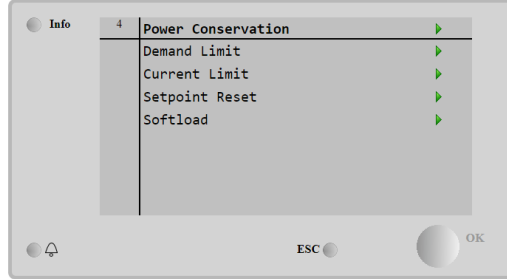 Info
4 Power Conservation
Demand Limit
Current Limit
Setpoint Reset
Softload
ESC
OK